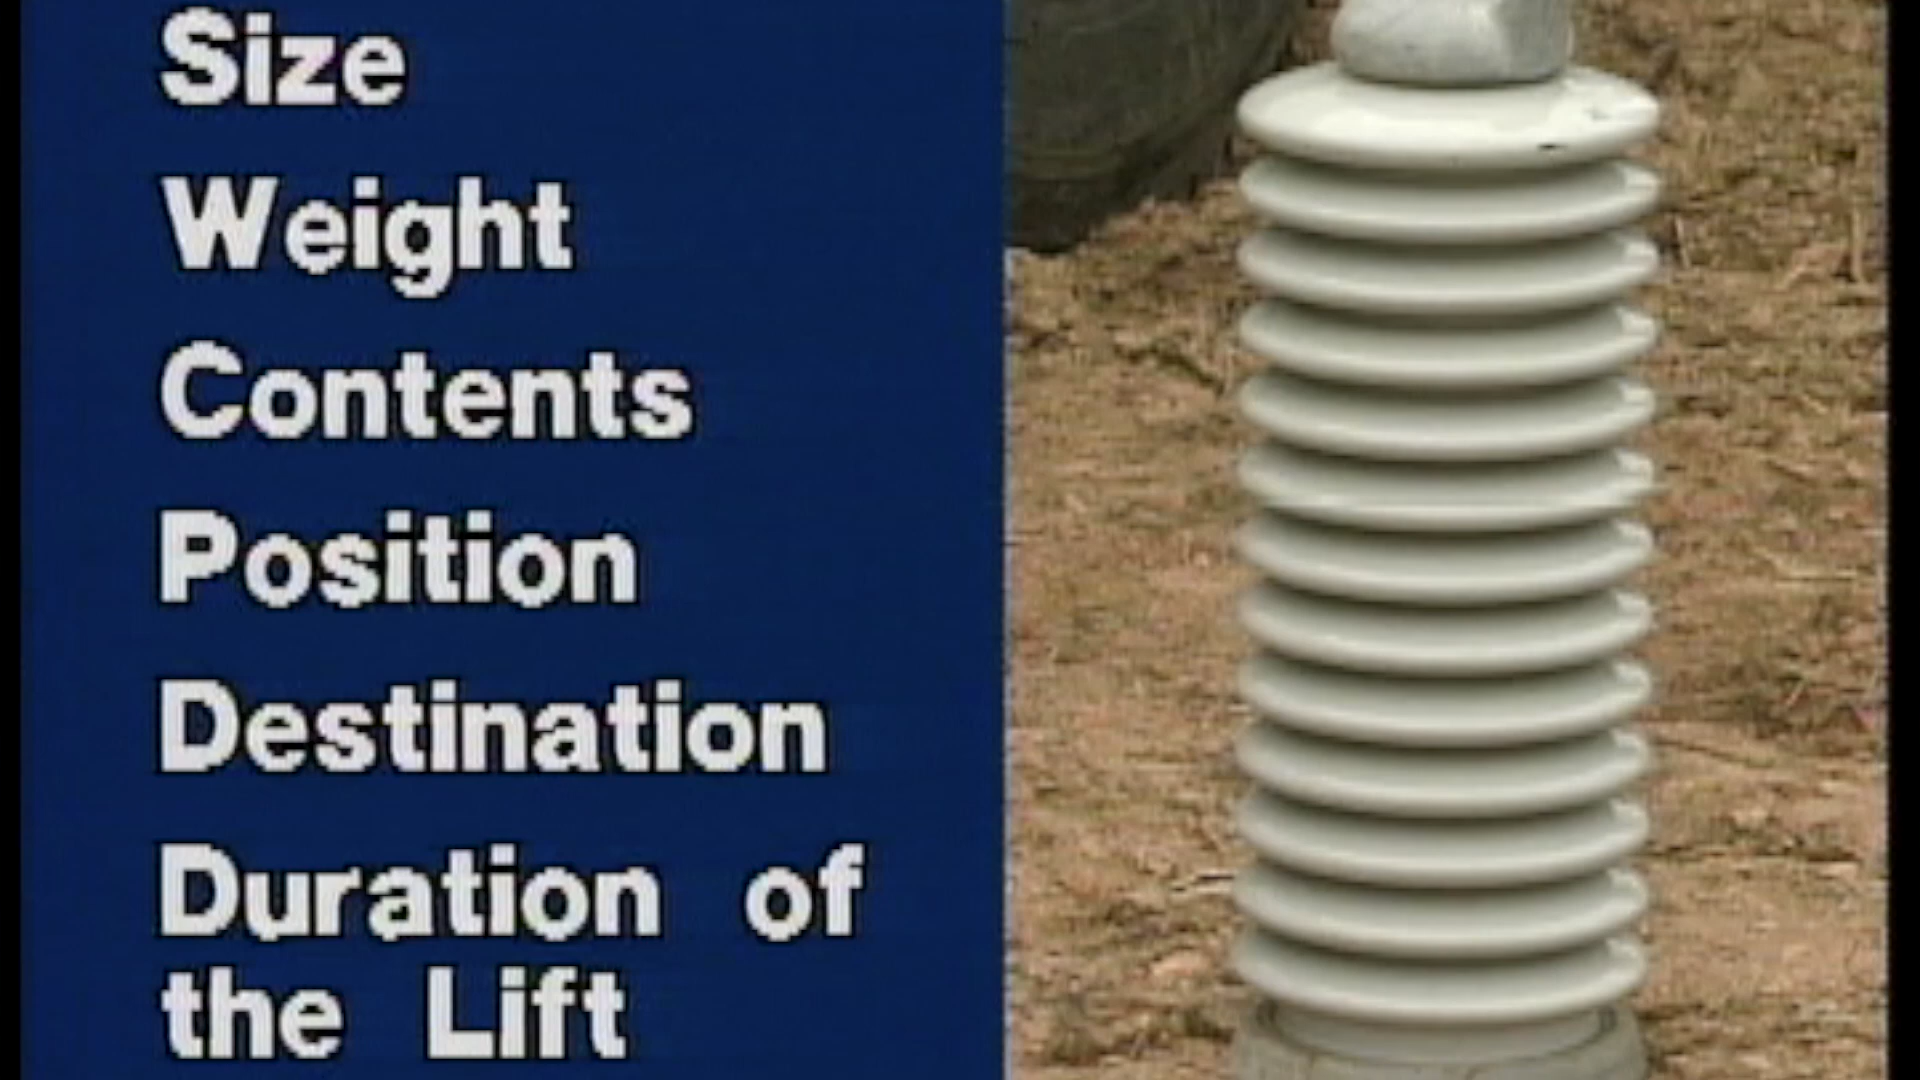 Size
Weight
Contents
Position
Destination
Duration of
the Lift